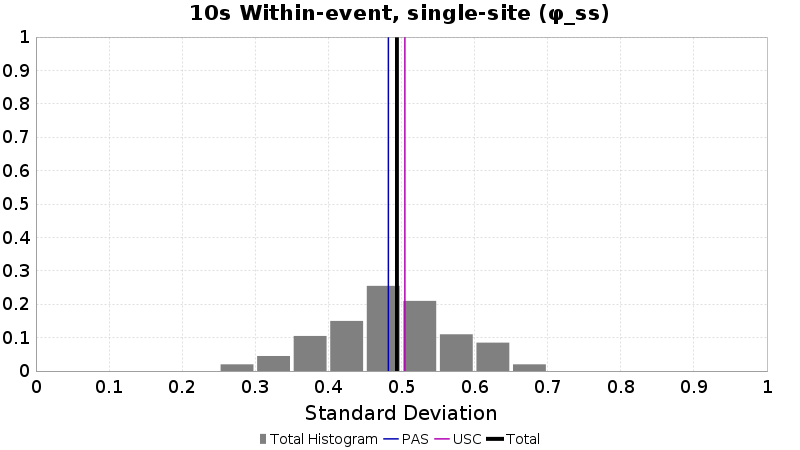 10s Within-event, single-site (φ_ss)
1
0.9
0.8
0.7
0.6
0.5
0.4
0.3
0.2
0.1
0
0 0.1 0.2 0.3 0.4 0.5 0.6 0.7 0.8 0.9 1
Standard Deviation
Total Histogram PAS USC Total